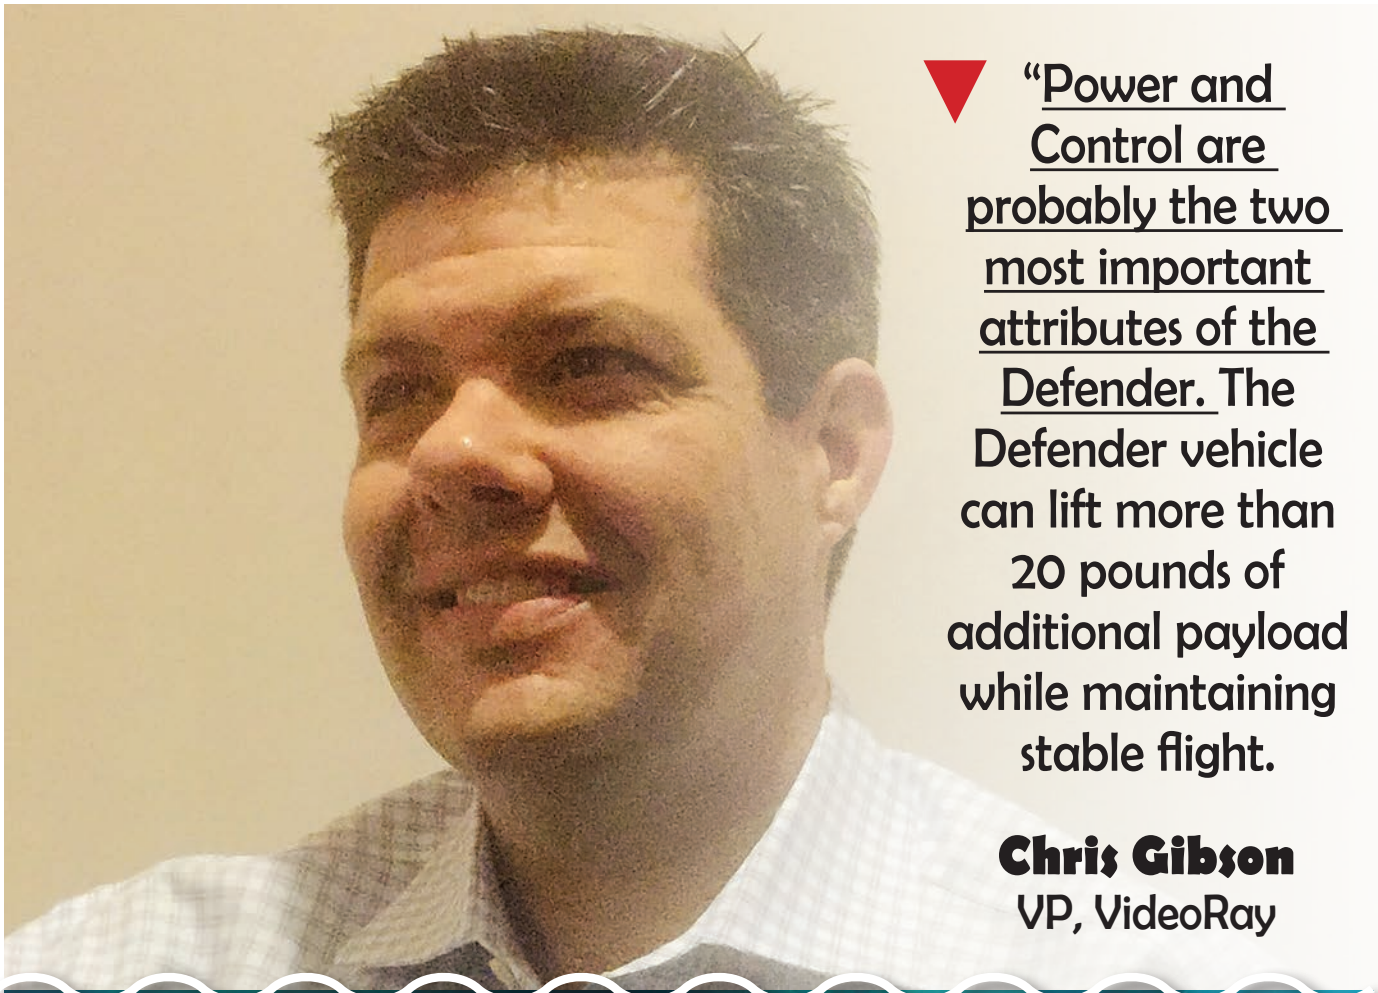 “Power and
Control are
probably the two
most important
attributes of the
Defender. The
Defender vehicle
can lift more than
20 pounds of
additional payload
while maintaining
stable flight.
Chris Gibson
VP, VideoRay